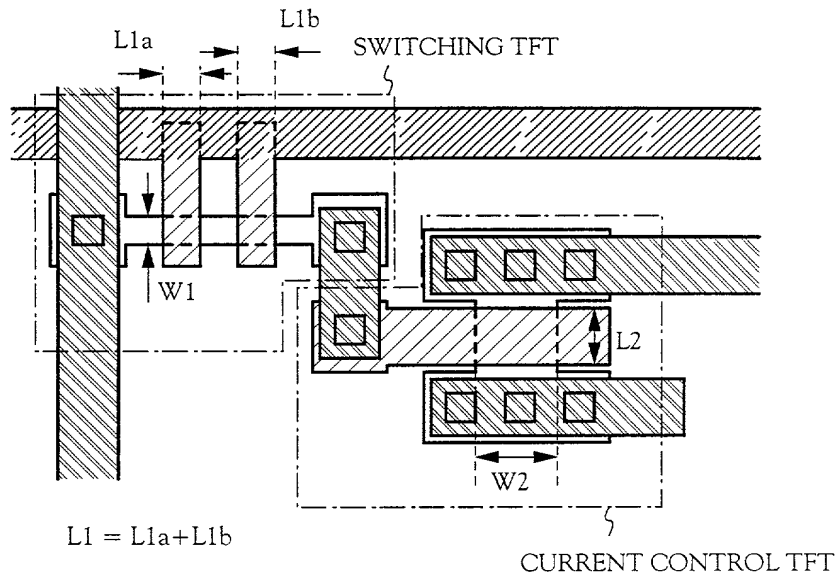 L1a
L1b
SWITCHING TFT
W1
L2
W2
L1 = L1a+L1b
CURRENT CONTROL TFT